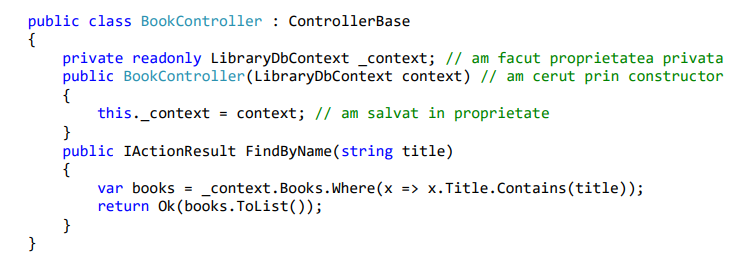 public class BookController : ControllerBase
{
    private readonly LibraryDbContext _context; // am facut proprietatea privata
    public BookController(LibraryDbContext context) // am cerut prin constructor
    {
        this._context = context; // am salvat in proprietate
    }
    public IActionResult FindByName(string title)
    {
        var books = _context.Books.Where(x => x.Title.Contains(title));
        return Ok(books.ToList());
    }
}